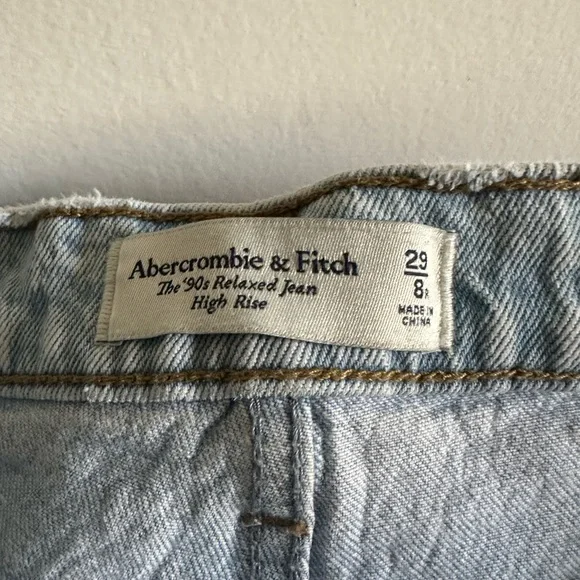 Abercrombie & Fitch
The '90s Relaxed Jean
High Rise
29
8R
MADE IN
CHINA